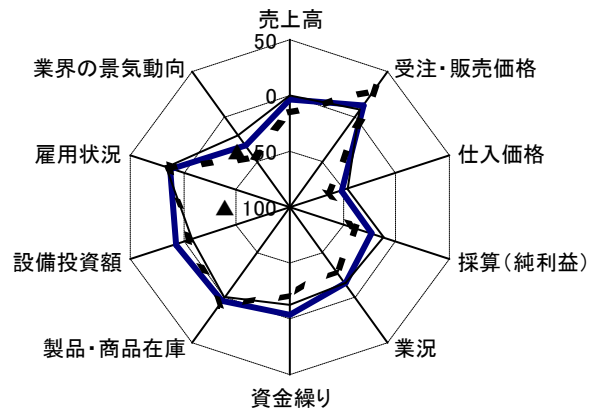 売上高
50
業界の景気動向
受注・販売価格
0
雇用状況
▲ 50
仕入価格
▲ 100
設備投資額
採算（純利益）
製品・商品在庫
業況
資金繰り